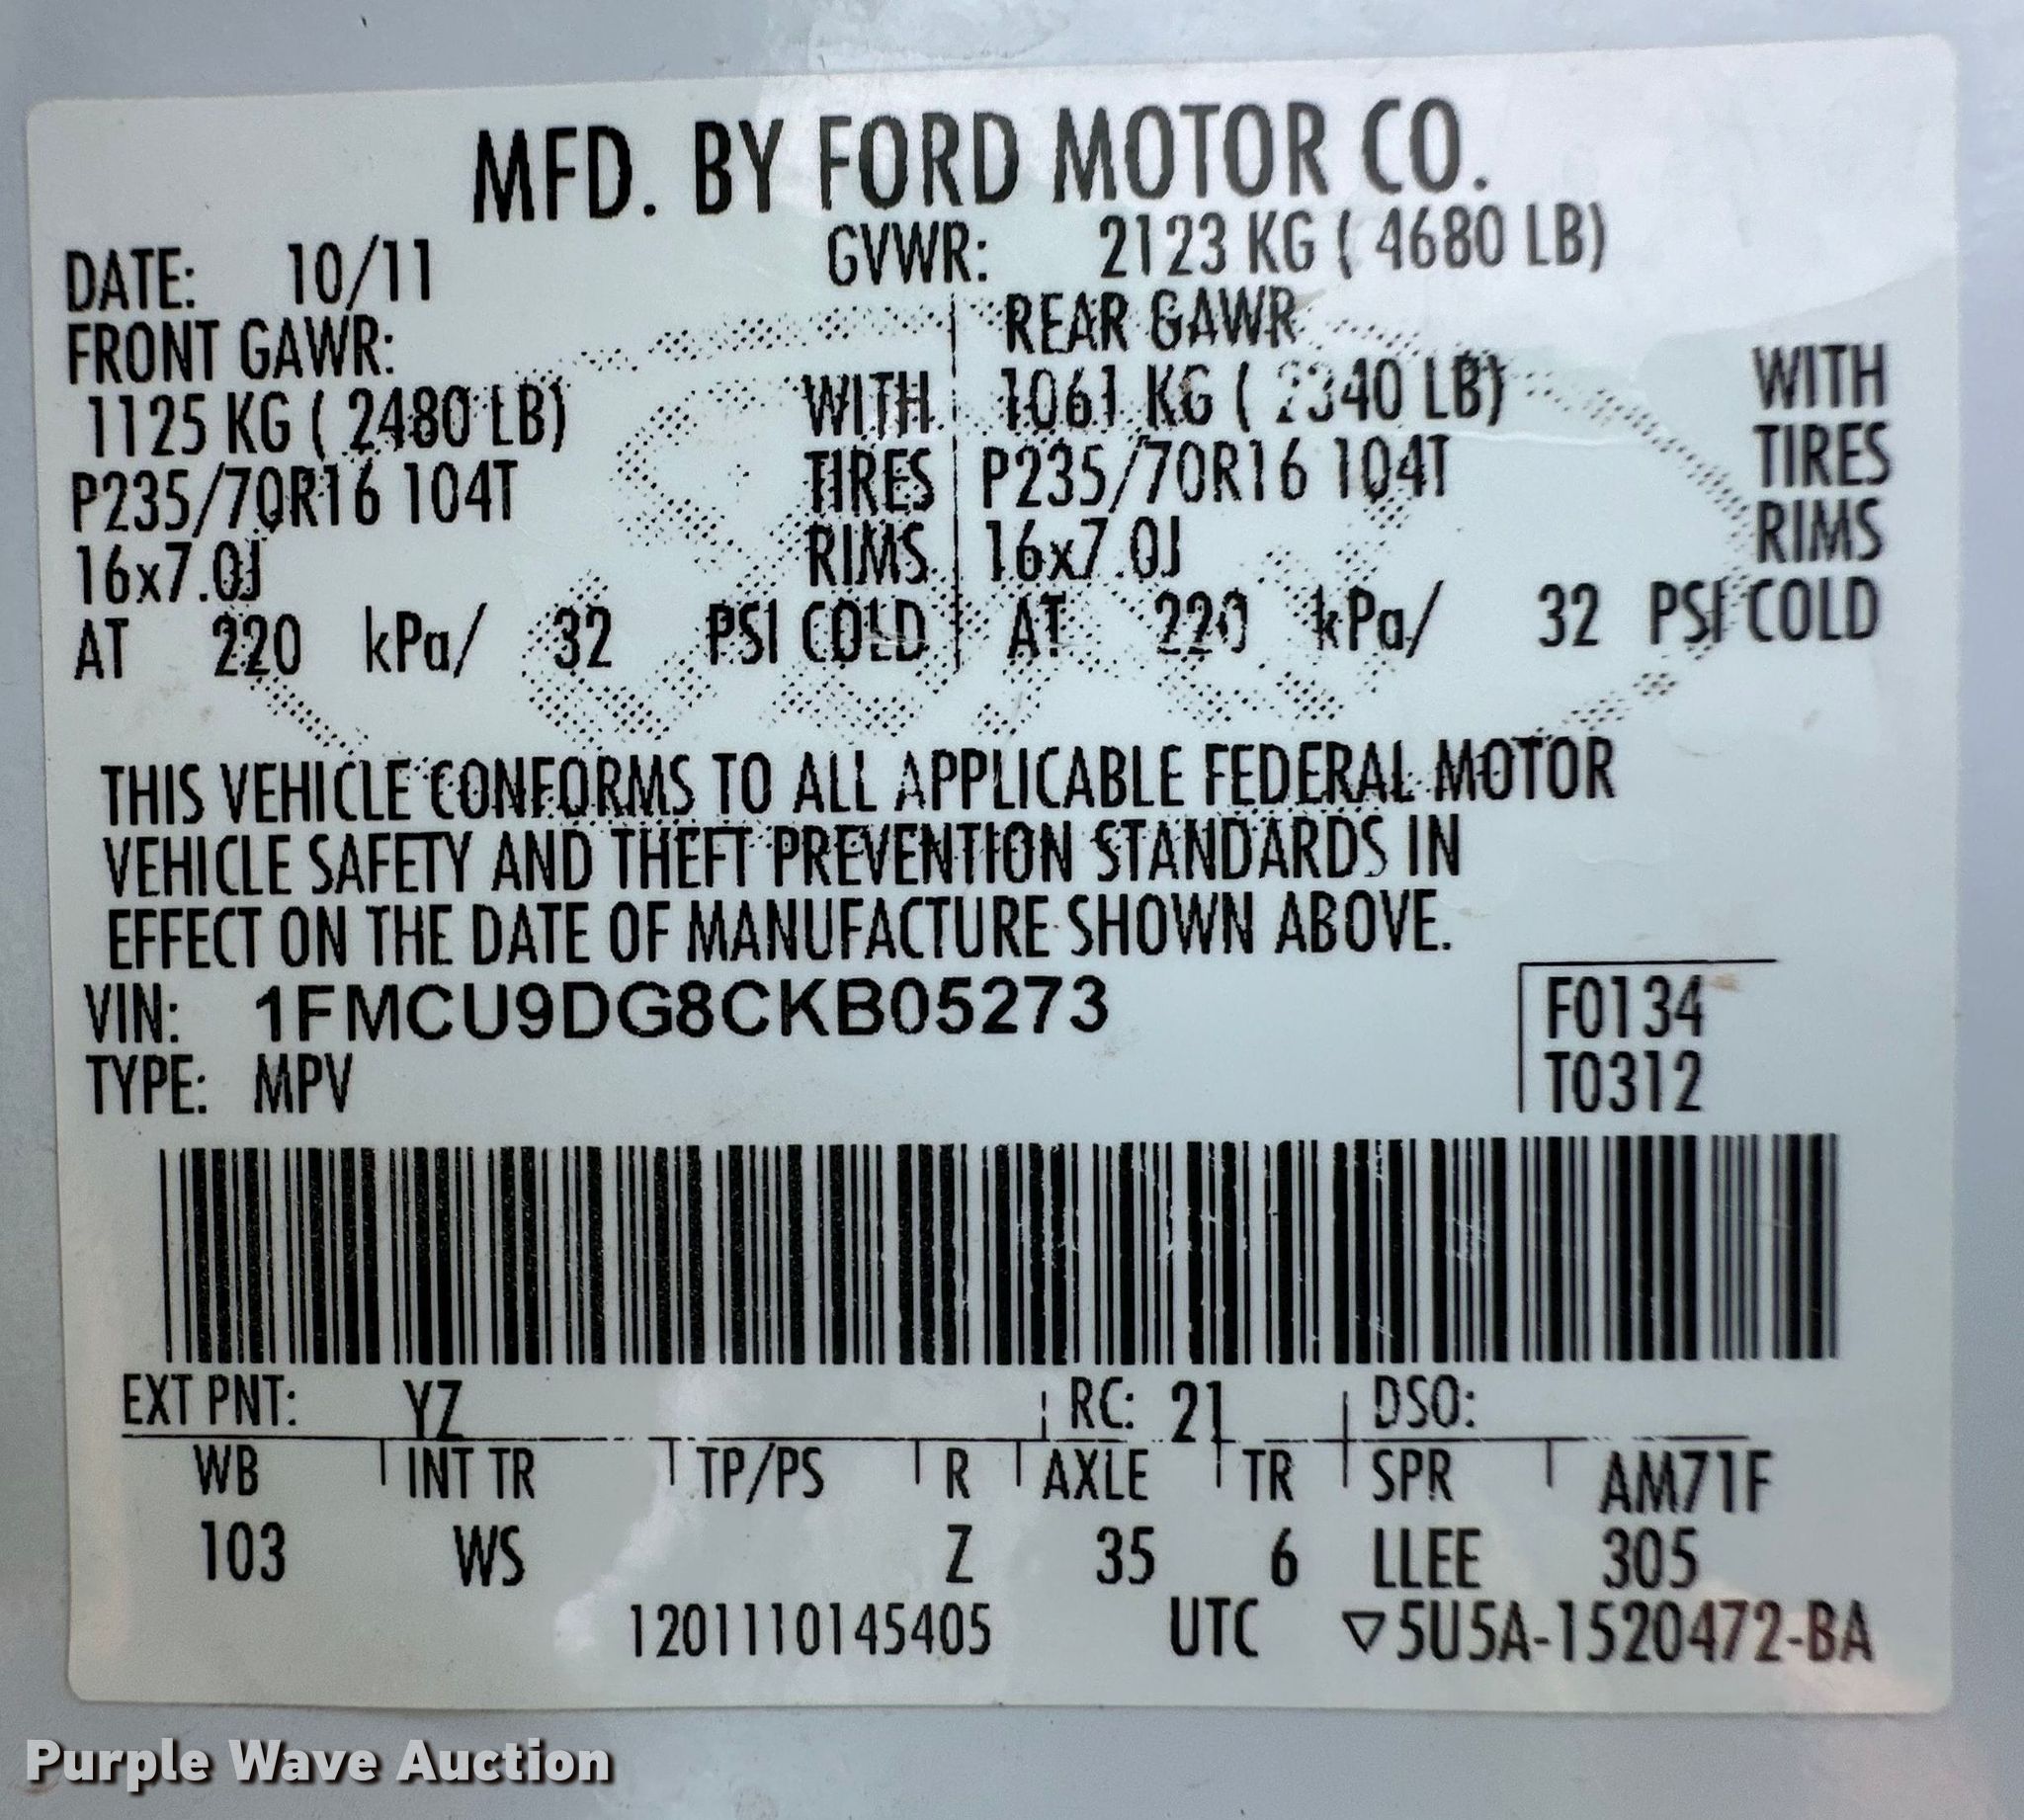 MFD. BY FORD MOTOR CO.
DATE: 10/11 GVWR: 2123 KG ( 4680 LB)
FRONT GAWR: REAR GAWR
1125 KG ( 2480 LB) WITH 1061 KG ( 2340 LB) WITH
P235/70R16 104T TIRES P235/70R16 104T TIRES
16x7.0J RIMS 16x7.0J RIMS
AT 220 kPa/ 32 PSI COLD AT 220 kPa/ 32 PSI COLD
THIS VEHICLE CONFORMS TO ALL APPLICABLE FEDERAL MOTOR
VEHICLE SAFETY AND THEFT PREVENTION STANDARDS IN
EFFECT ON THE DATE OF MANUFACTURE SHOWN ABOVE.
VIN: 1FMCU9DG8CKB05273 F0134
TYPE: MPV T0312
EXT PNT: YZ RC: 21 DSO:
WB INT TR TP/PS R AXLE TR SPR AM71F
103 WS Z 35 6 LLEE 305
1201110145405 UTC ▽5U5A-1520472-BA
Purple Wave Auction